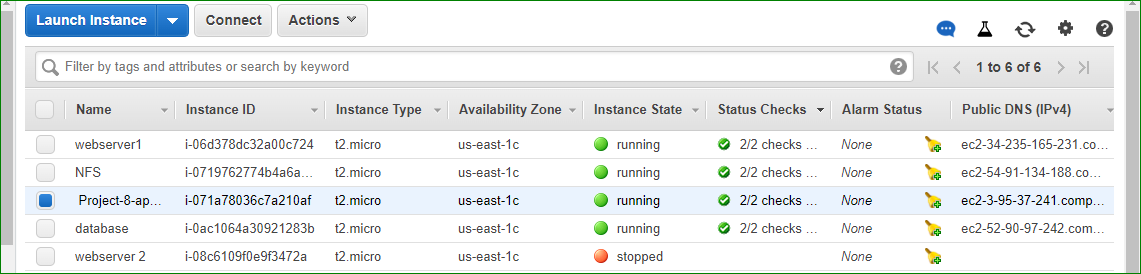 Launch Instance Connect Actions
Filter by tags and attributes or search by keyword 1 to 6 of 6
Name Instance ID Instance Type Availability Zone Instance State Status Checks Alarm Status Public DNS (IPv4)
webserver1 i-06d378dc32a00c724 t2.micro us-east-1c running 2/2 checks ... None ec2-34-235-165-231.co...
NFS i-0719762774b4a6a... t2.micro us-east-1c running 2/2 checks ... None ec2-54-91-134-188.co...
Project-8-ap... i-071a78036c7a210af t2.micro us-east-1c running 2/2 checks ... None ec2-3-95-37-241.comp...
database i-0ac1064a30921283b t2.micro us-east-1c running 2/2 checks ... None ec2-52-90-97-242.com...
webserver 2 i-08c6109f0e9f3472a t2.micro us-east-1c stopped None